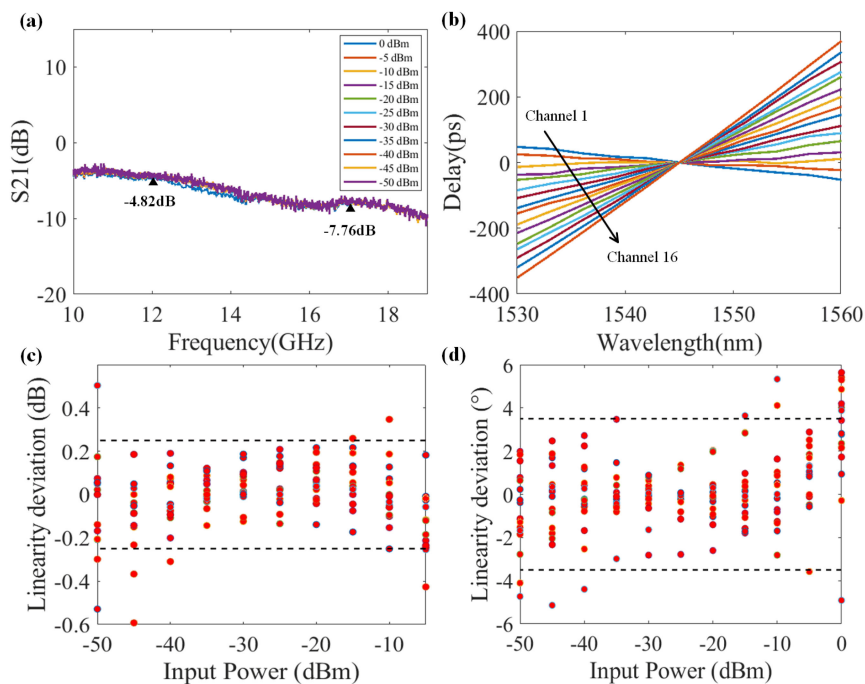 (a)
15
5
-5
-10
-20
S21(dB)
0
0 dBm
-5 dBm
-10 dBm
-15 dBm
-20 dBm
-25 dBm
-30 dBm
-35 dBm
-40 dBm
-45 dBm
-50 dBm
-4.82dB
-7.76dB
10 12 14 16 18
Frequency(GHz)
(b)
400
200
0
-200
-400
Delay(ps)
Channel 1
Channel 16
1530 1540 1550 1560
Wavelength(nm)
(c)
0.4
0.2
0
-0.2
-0.4
-0.6
Linearity deviation (dB)
-50 -40 -30 -20 -10
Input Power (dBm)
(d)
6
4
2
0
-2
-4
-6
Linearity deviation (°)
-50 -40 -30 -20 -10 0
Input Power (dBm)